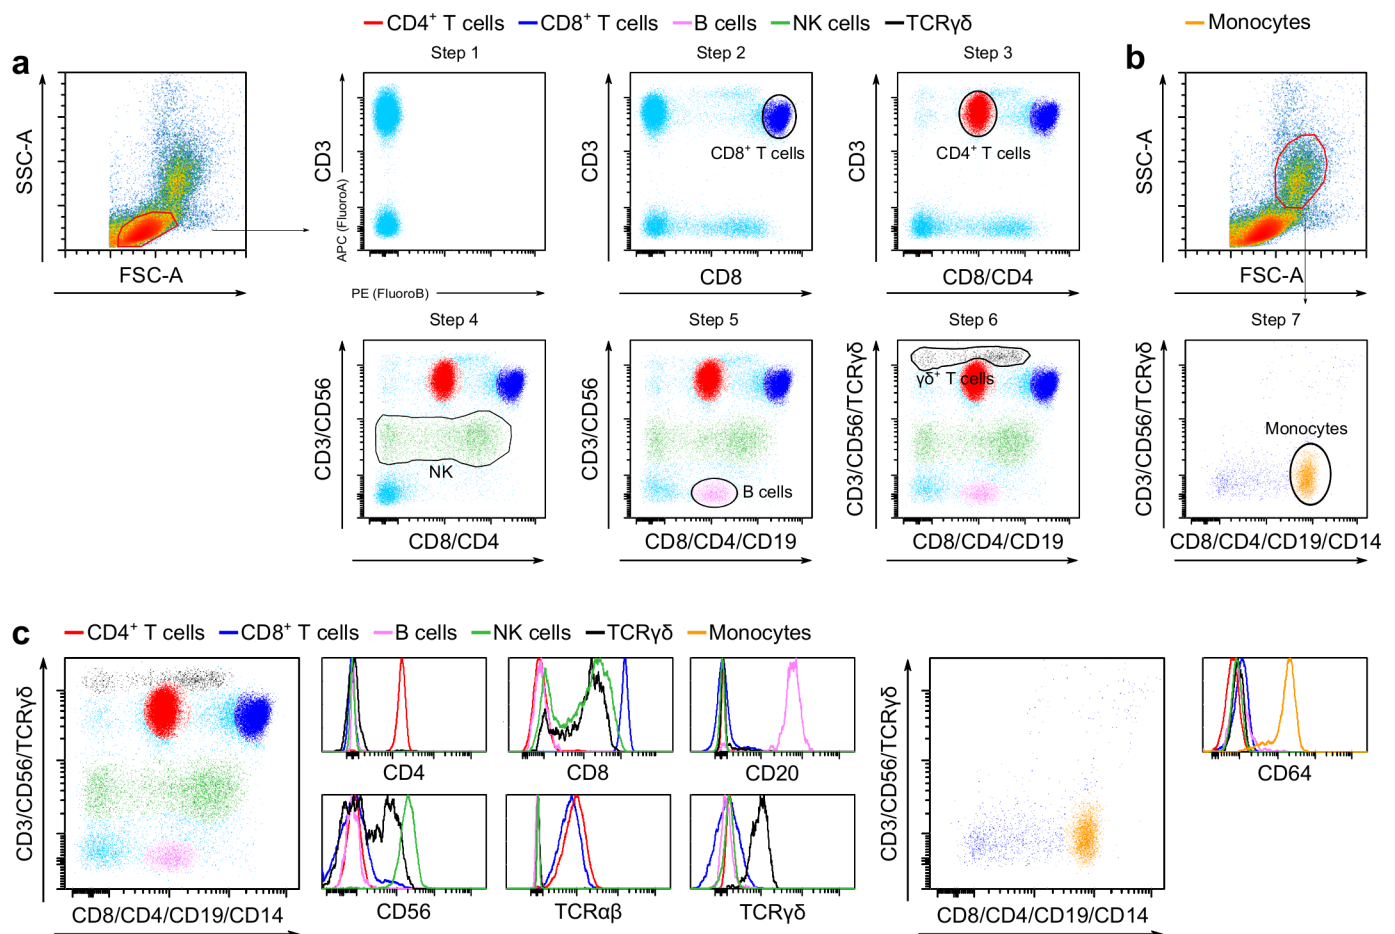 CD4⁺ T cells CD8⁺ T cells B cells NK cells TCRγδ Monocytes
a
SSC-A
FSC-A
Step 1
CD3
APC (FluoroA)
PE (FluoroB)
Step 2
CD3
CD8⁺ T cells
CD8
Step 3
CD3
CD4⁺ T cells
CD8/CD4
b
SSC-A
FSC-A
Step 4
CD3/CD56
NK
CD8/CD4
Step 5
CD3/CD56
B cells
CD8/CD4/CD19
Step 6
CD3/CD56/TCRγδ
γδ⁺ T cells
CD8/CD4/CD19
Step 7
CD3/CD56/TCRγδ
Monocytes
CD8/CD4/CD19/CD14
c
CD4⁺ T cells CD8⁺ T cells B cells NK cells TCRγδ Monocytes
CD3/CD56/TCRγδ
CD8/CD4/CD19/CD14
CD4
CD8
CD20
CD56
TCRαβ
TCRγδ
CD3/CD56/TCRγδ
CD8/CD4/CD19/CD14
CD64